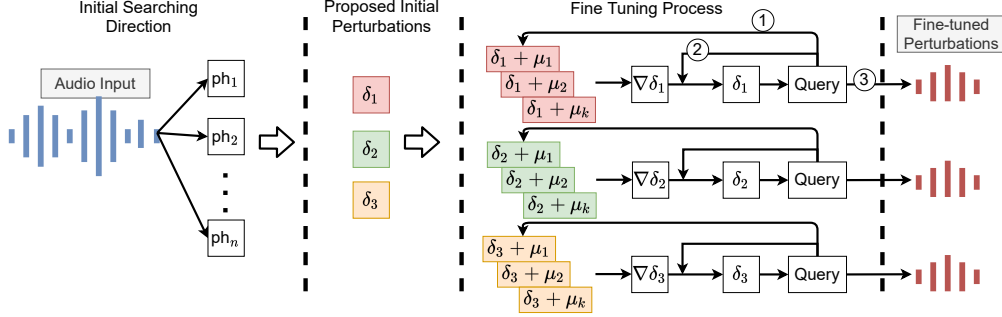 Initial Searching
Direction
Proposed Initial
Perturbations
Fine Tuning Process
Fine-tuned
Perturbations
Audio Input
ph₁
ph₂
phₙ
δ₁
δ₂
δ₃
①
②
③
δ₁ + μ₁
δ₁ + μ₂
δ₁ + μₖ
∇δ₁
δ₁
Query
δ₂ + μ₁
δ₂ + μ₂
δ₂ + μₖ
∇δ₂
δ₂
Query
δ₃ + μ₁
δ₃ + μ₂
δ₃ + μₖ
∇δ₃
δ₃
Query